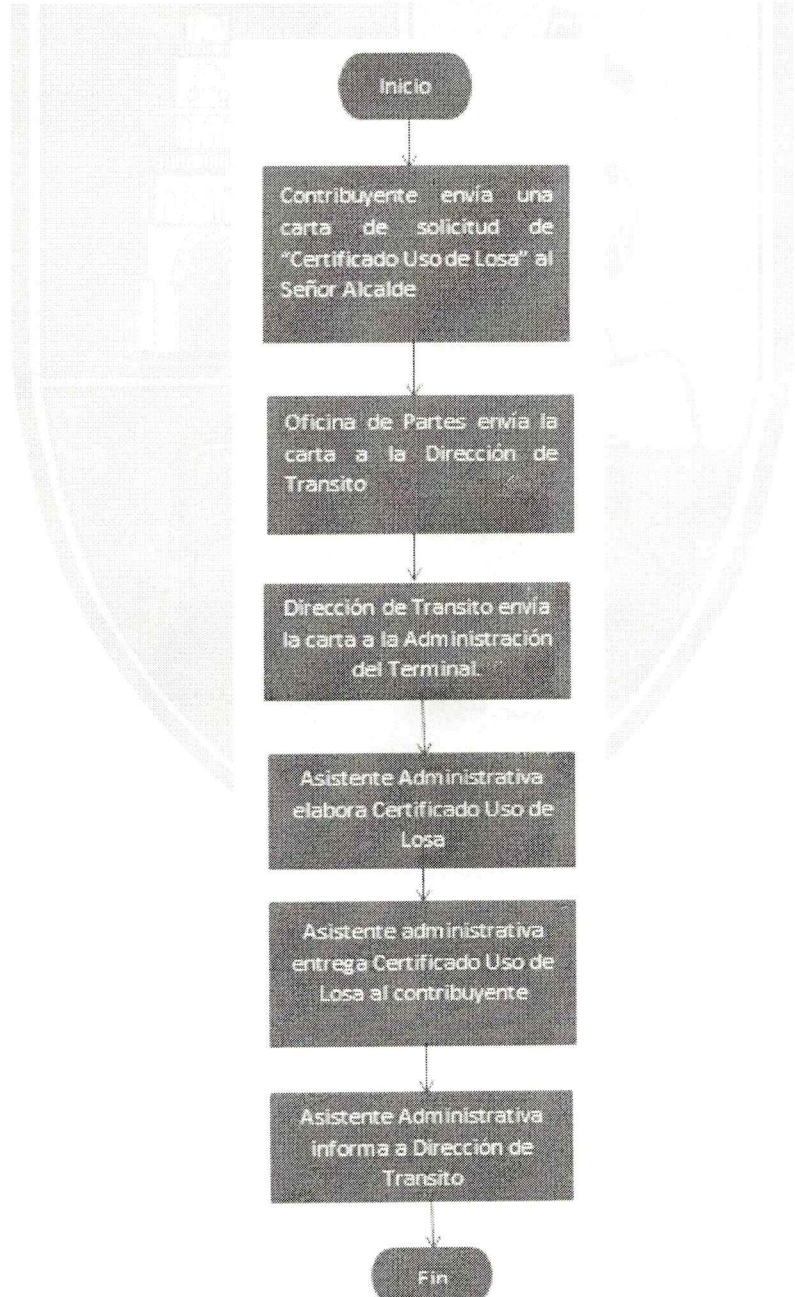 Inicio
Contribuyente envía una
carta de solicitud de
"Certificado Uso de Losa" al
Señor Alcalde
Oficina de Partes envía la
carta a la Dirección de
Transito
Dirección de Transito envía
la carta a la Administración
del Terminal.
Asistente Administrativa
elabora Certificado Uso de
Losa
Asistente administrativa
entrega Certificado Uso de
Losa al contribuyente
Asistente Administrativa
informa a Dirección de
Transito
Fin